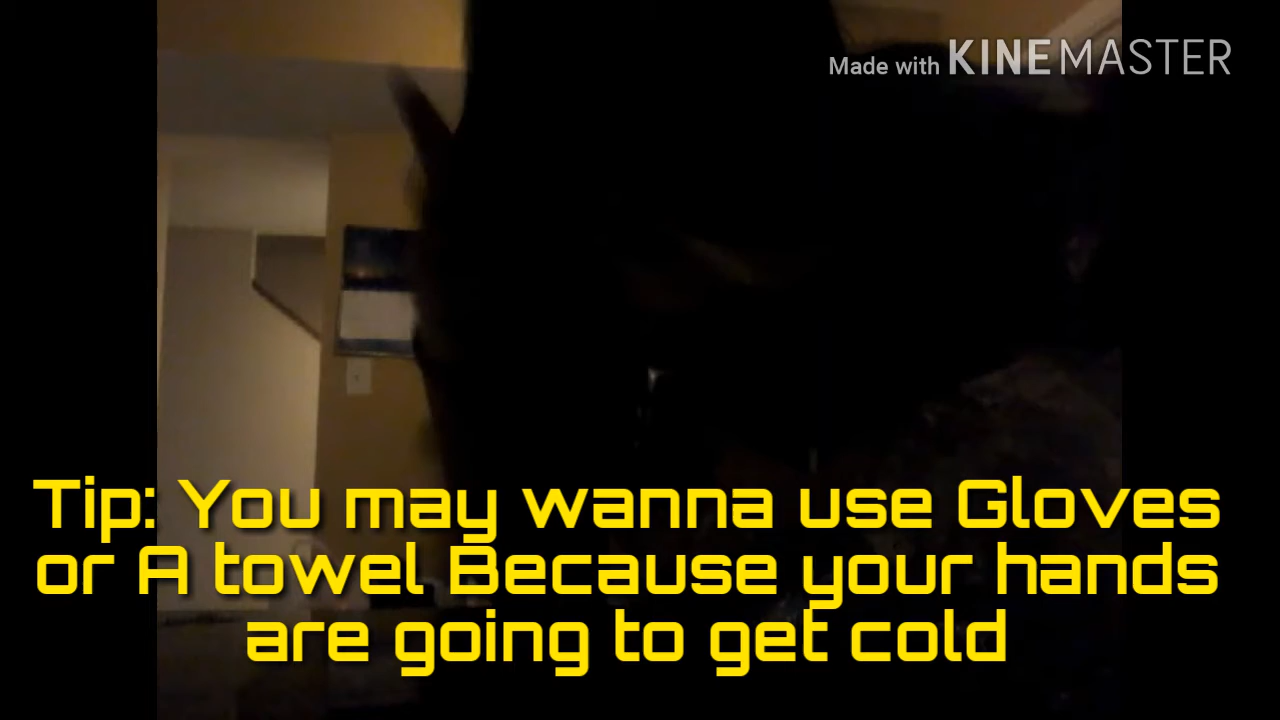 Made with KINEMASTER
Tip: You may wanna use Gloves
or A towel Because your hands
are going to get cold